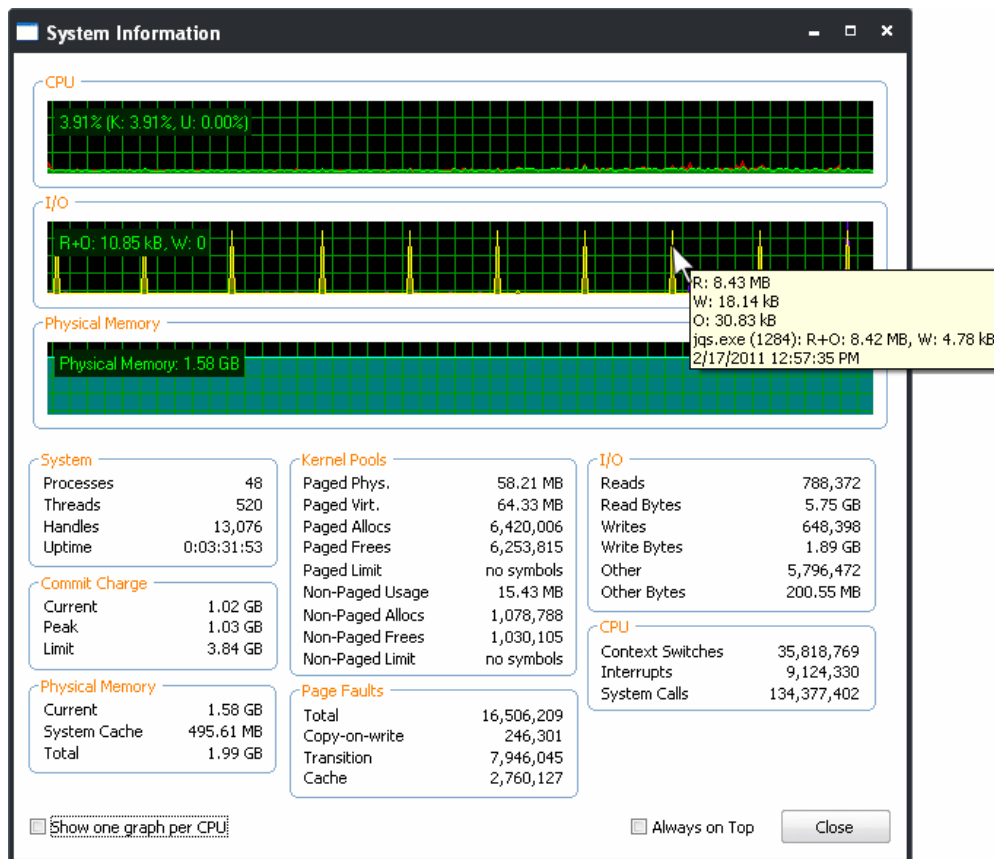 System Information
CPU
3.91% (K: 3.91%, U: 0.00%)
I/O
R+O: 10.85 kB, W: 0
R: 8.43 MB
W: 18.14 kB
O: 30.83 kB
jqs.exe (1284): R+O: 8.42 MB, W: 4.78 kB
2/17/2011 12:57:35 PM
Physical Memory
Physical Memory: 1.58 GB
System
Processes 48
Threads 520
Handles 13,076
Uptime 0:03:31:53
Commit Charge
Current 1.02 GB
Peak 1.03 GB
Limit 3.84 GB
Physical Memory
Current 1.58 GB
System Cache 495.61 MB
Total 1.99 GB
Kernel Pools
Paged Phys. 58.21 MB
Paged Virt. 64.33 MB
Paged Allocs 6,420,006
Paged Frees 6,253,815
Paged Limit no symbols
Non-Paged Usage 15.43 MB
Non-Paged Allocs 1,078,788
Non-Paged Frees 1,030,105
Non-Paged Limit no symbols
Page Faults
Total 16,506,209
Copy-on-write 246,301
Transition 7,946,045
Cache 2,760,127
I/O
Reads 788,372
Read Bytes 5.75 GB
Writes 648,398
Write Bytes 1.89 GB
Other 5,796,472
Other Bytes 200.55 MB
CPU
Context Switches 35,818,769
Interrupts 9,124,330
System Calls 134,377,402
Show one graph per CPU
Always on Top
Close